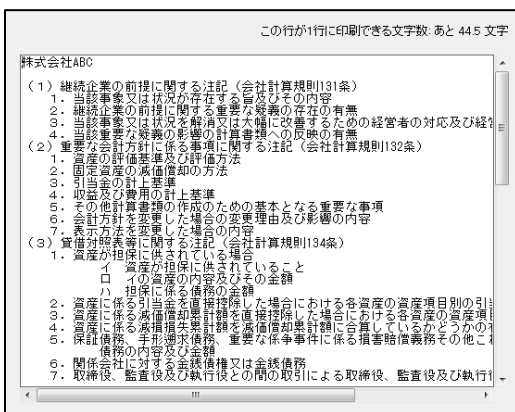 この行が1行に印刷できる文字数: あと 44.5 文字
株式会社ABC
(1)継続企業の前提に関する注記(会社計算規則131条)
1. 当該事象又は状況が存在する旨及びその内容
2. 継続企業の前提に関する重要な疑義の存在の有無
3. 当該事象又は状況を解消又は大幅に改善するための経営者の対応及び経
4. 当該重要な疑義の影響の計算書類への反映の有無
(2)重要な会計方針に係る事項に関する注記(会社計算規則132条)
1. 資産の評価基準及び評価方法
2. 固定資産の減価償却の方法
3. 引当金の計上基準
4. 収益及び費用の計上基準
5. その他計算書類の作成のための基本となる重要な事項
6. 会計方針を変更した場合の変更理由及び影響の内容
7. 表示方法を変更した場合の内容
(3)貸借対照表等に関する注記(会社計算規則134条)
1. 資産が担保に供されている場合
イ 資産が担保に供されていること
ロ イの資産の内容及びその金額
ハ 担保に係る債務の金額
2. 資産に係る引当金を直接控除した場合における各資産の資産項目別の引
3. 資産に係る減価償却累計額を直接控除した場合における各資産の資産項
4. 資産に係る減損損失累計額を減価償却累計額に合算しているかどうかの
5. 保証債務、手形遡求債務、重要な係争事件に係る損害賠償義務その他こ
債務の内容及び金額
6. 関係会社に対する金銭債権又は金銭債務
7. 取締役、監査役及び執行役との間の取引による取締役、監査役及び執行